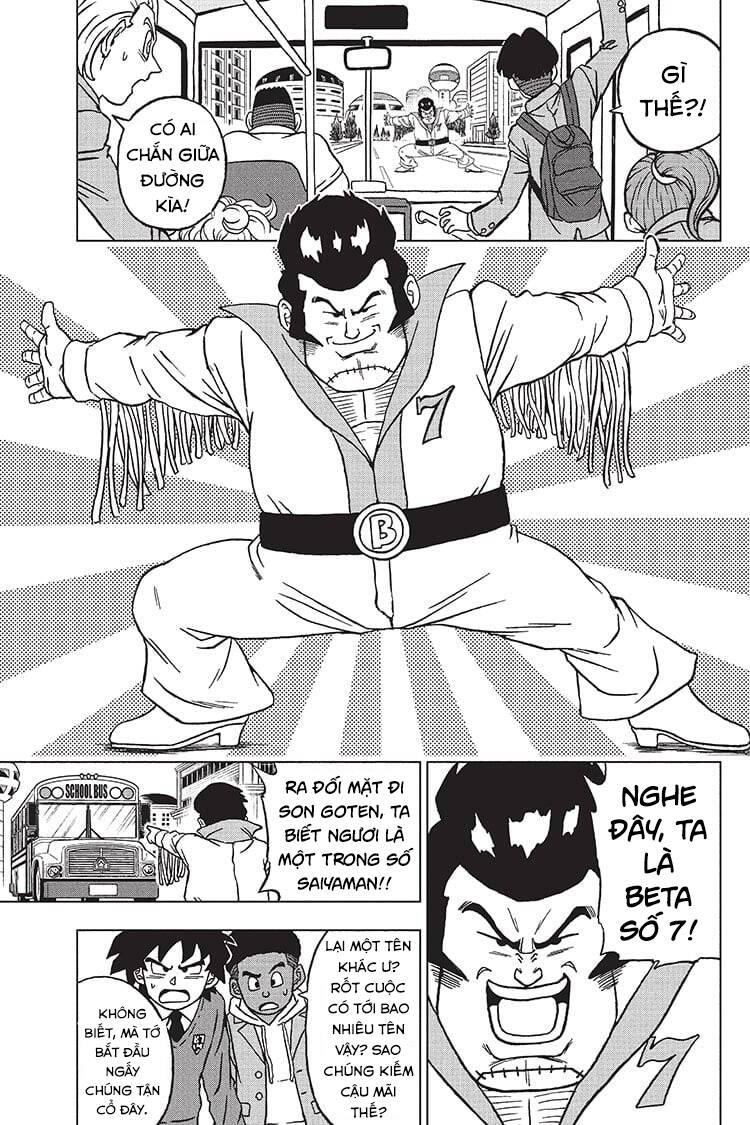 GÌ
THẾ?!
CÓ AI
CHẮN GIỮA
ĐƯỜNG
KÌA!
7
B
NGHE
ĐÂY, TA
LÀ
BETA
SỐ 7!
7
SCHOOL BUS
RA ĐỐI MẶT ĐI
SON GOTEN, TA
BIẾT NGƯƠI LÀ
MỘT TRONG SỐ
SAIYAMAN!!
LẠI MỘT TÊN
KHÁC Ư?
RỐT CUỘC
CÓ TỚI BAO
NHIÊU TÊN
VẬY? SAO
CHÚNG KIẾM
CẬU MÃI
THẾ?
KHÔNG
BIẾT, MÀ TỚ
BẮT ĐẦU
NGẤY
CHÚNG TẬN
CỔ ĐÂY.